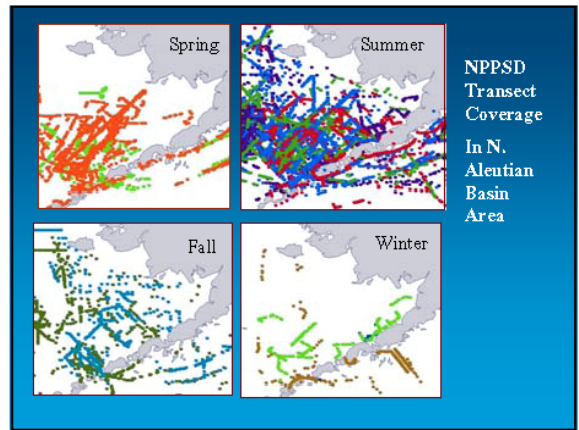 Spring
Summer
Fall
Winter
NPPSD
Transect
Coverage
In N.
Aleutian
Basin
Area